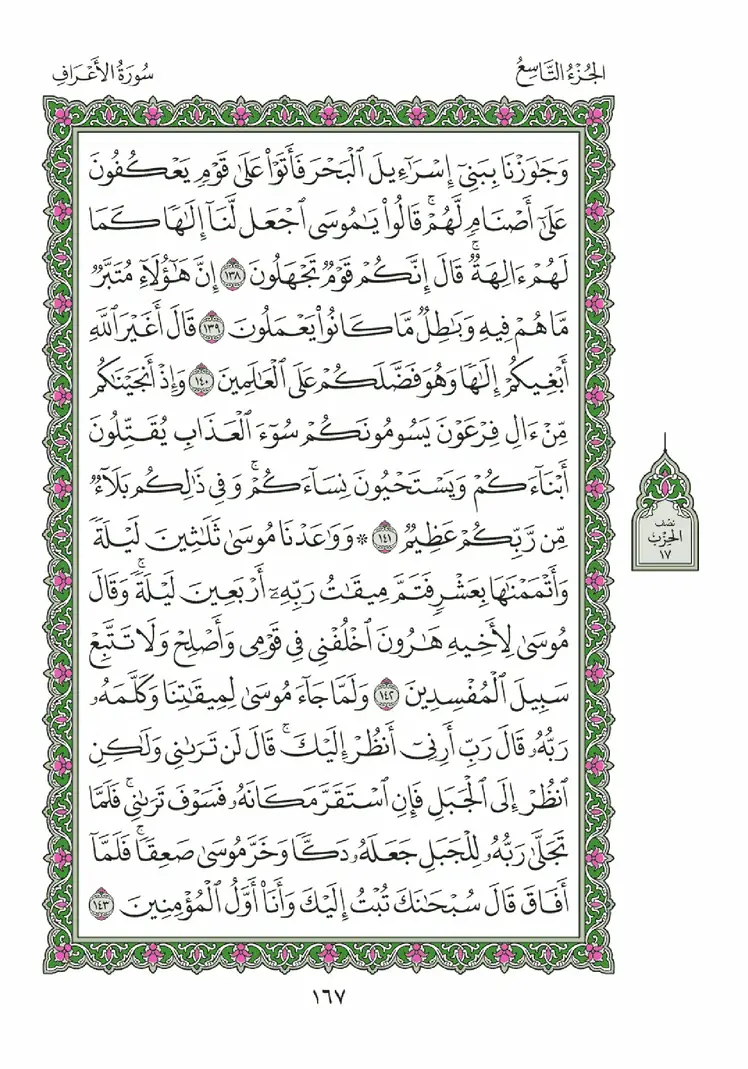 الجُزْءُ التَّاسِعُ
سُورَةُ الأَعْرَافِ
وَجَٰوَزْنَا بِبَنِيٓ إِسْرَٰٓءِيلَ ٱلْبَحْرَ فَأَتَوْا۟ عَلَىٰ قَوْمٍ يَعْكُفُونَ
عَلَىٰٓ أَصْنَامٍ لَّهُمْ ۚ قَالُوا۟ يَٰمُوسَى ٱجْعَل لَّنَآ إِلَٰهًا كَمَا
لَهُمْ ءَالِهَةٌ ۚ قَالَ إِنَّكُمْ قَوْمٌ تَجْهَلُونَ ١٣٨ إِنَّ هَٰٓؤُلَآءِ مُتَبَّرٌ
مَّا هُمْ فِيهِ وَبَٰطِلٌ مَّا كَانُوا۟ يَعْمَلُونَ ١٣٩ قَالَ أَغَيْرَ ٱللَّهِ
أَبْغِيكُمْ إِلَٰهًا وَهُوَ فَضَّلَكُمْ عَلَى ٱلْعَٰلَمِينَ ١٤٠ وَإِذْ أَنجَيْنَٰكُم
مِّنْ ءَالِ فِرْعَوْنَ يَسُومُونَكُمْ سُوٓءَ ٱلْعَذَابِ يُقَتِّلُونَ
أَبْنَآءَكُمْ وَيَسْتَحْيُونَ نِسَآءَكُمْ ۚ وَفِى ذَٰلِكُم بَلَآءٌ
مِّن رَّبِّكُمْ عَظِيمٌ ١٤١ ۞ وَوَٰعَدْنَا مُوسَىٰ ثَلَٰثِينَ لَيْلَةً
وَأَتْمَمْنَٰهَا بِعَشْرٍ فَتَمَّ مِيقَٰتُ رَبِّهِۦٓ أَرْبَعِينَ لَيْلَةً ۚ وَقَالَ
مُوسَىٰ لِأَخِيهِ هَٰرُونَ ٱخْلُفْنِى فِى قَوْمِى وَأَصْلِحْ وَلَا تَتَّبِعْ
سَبِيلَ ٱلْمُفْسِدِينَ ١٤٢ وَلَمَّا جَآءَ مُوسَىٰ لِمِيقَٰتِنَا وَكَلَّمَهُۥ
رَبُّهُۥ قَالَ رَبِّ أَرِنِىٓ أَنظُرْ إِلَيْكَ ۚ قَالَ لَن تَرَىٰنِى وَلَٰكِنِ
ٱنظُرْ إِلَى ٱلْجَبَلِ فَإِنِ ٱسْتَقَرَّ مَكَانَهُۥ فَسَوْفَ تَرَىٰنِى ۚ فَلَمَّا
تَجَلَّىٰ رَبُّهُۥ لِلْجَبَلِ جَعَلَهُۥ دَكًّا وَخَرَّ مُوسَىٰ صَعِقًا ۚ فَلَمَّآ
أَفَاقَ قَالَ سُبْحَٰنَكَ تُبْتُ إِلَيْكَ وَأَنَا۠ أَوَّلُ ٱلْمُؤْمِنِينَ ١٤٣
نصف
الحزب
١٧
١٦٧